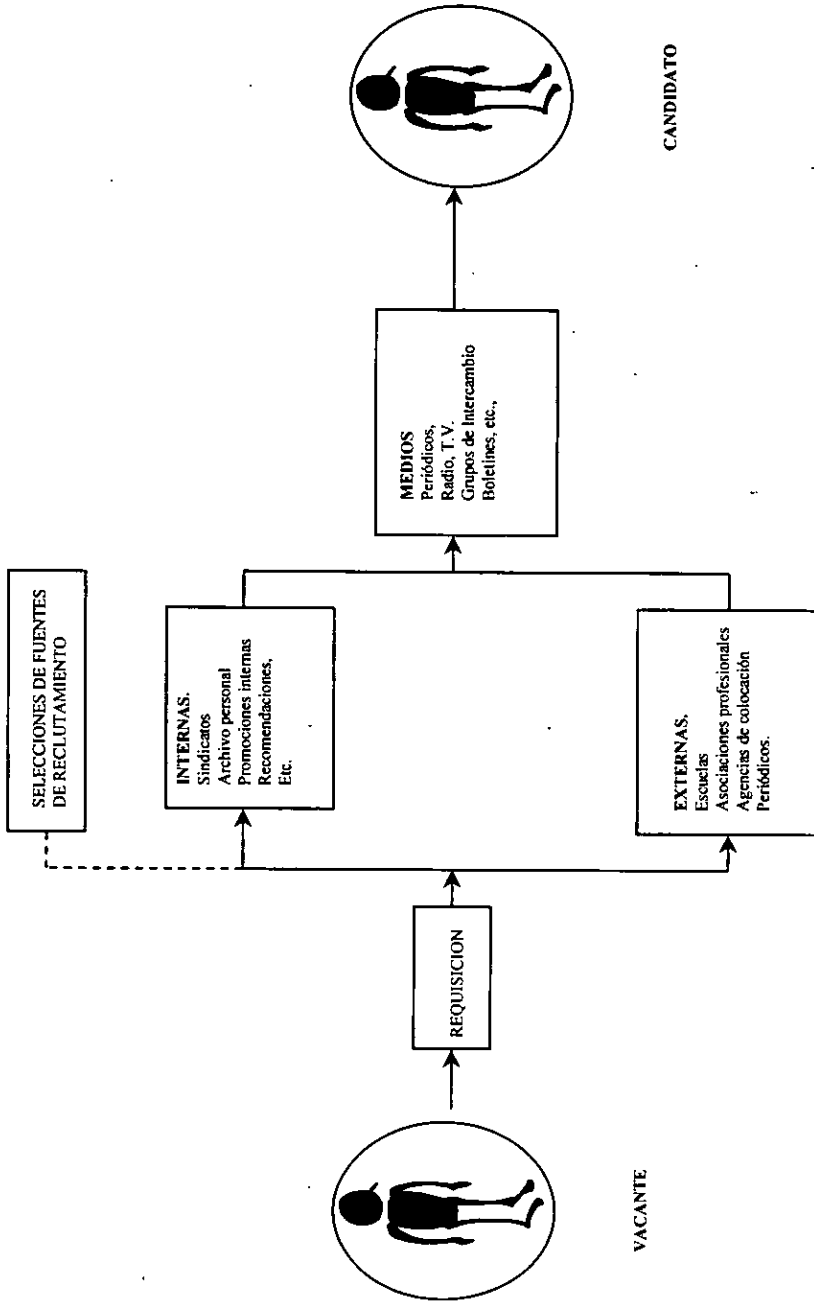 SELECCIONES DE FUENTES
DE RECLUTAMIENTO
VACANTE
REQUISICION
INTERNAS.
Sindicatos
Archivo personal
Promociones internas
Recomendaciones,
Etc.
EXTERNAS.
Escuelas
Asociaciones profesionales
Agencias de colocación
Periódicos.
MEDIOS
Periódicos,
Radio, T.V.
Grupos de Intercambio
Boletines, etc.,
CANDIDATO